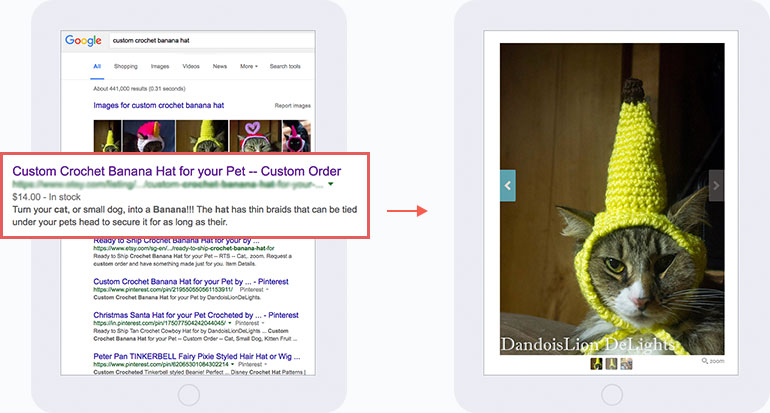 Google
custom crochet banana hat
All Shopping Images Videos News More Search tools
About 441,000 results (0.31 seconds)
Images for custom crochet banana hat
Report images
Custom Crochet Banana Hat for your Pet -- Custom Order
$14.00 - In stock
Turn your cat, or small dog, into a Banana!!! The hat has thin braids that can be tied
under your pets head to secure it for as long as their.
Ready to Ship Crochet Banana Hat for your by ...
https://www.etsy.com/sg-en/.../ready-to-ship-crochet-banana-hat-for
Ready to Ship Crochet Banana Hat for your Pet -- RTS -- Cat,. zoom. Request a
custom order and have something made just for you. Item Details.
Custom Crochet Banana Hat for your Pet by ... - Pinterest
https://www.pinterest.com/pin/219550550561153911/ Pinterest
Custom Crochet Banana Hat for your Pet by DandoisLionDeLights.
Christmas Santa Hat for your Pet Crocheted by ... - Pinterest
https://in.pinterest.com/pin/175077504242044045/ Pinterest
Ready to Ship Tan Crochet Cowboy Hat for your Pet by DandoisLionDeLights ... Custom
Crochet Banana Hat for your Pet -- Custom Order -- Cat, Small Dog, Kitten Fruit ...
Peter Pan TINKERBELL Fairy Pixie Styled Hair Hat or Wig ...
https://www.pinterest.com/pin/62065301084302214 Pinterest
Custom Crocheted Tinkerbell styled Beanie! Perfect ... Disney Crochet Hat Patterns |
DandoisLion DeLights
zoom